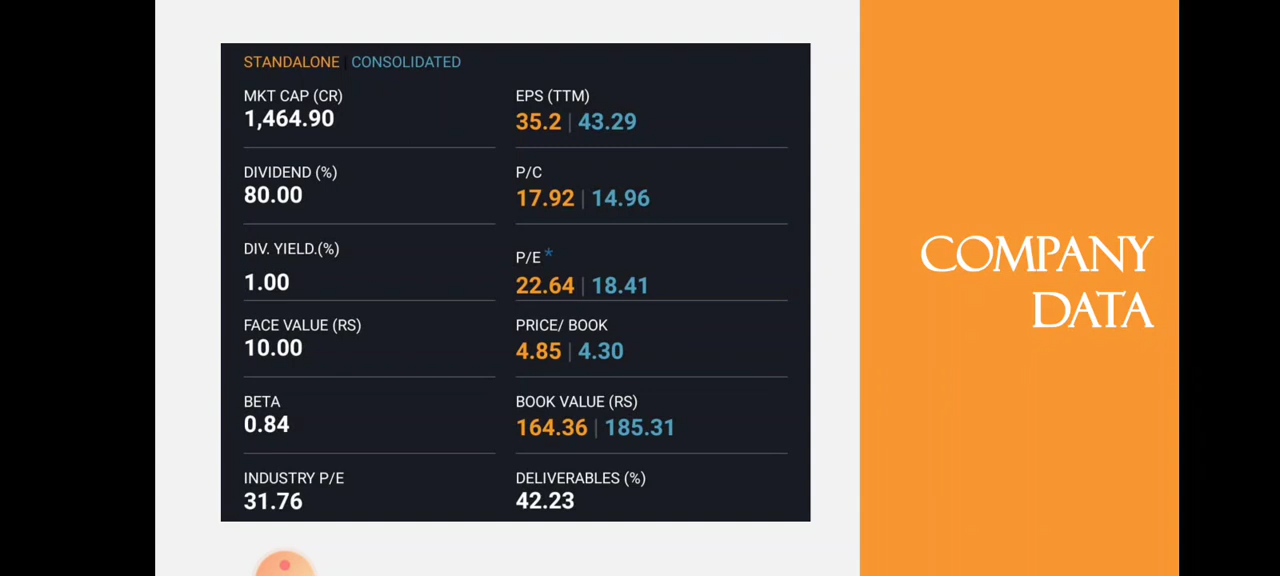 STANDALONE | CONSOLIDATED
MKT CAP (CR)
1,464.90
EPS (TTM)
35.2 | 43.29
DIVIDEND (%)
80.00
P/C
17.92 | 14.96
DIV. YIELD.(%)
1.00
P/E*
22.64 | 18.41
FACE VALUE (RS)
10.00
PRICE/ BOOK
4.85 | 4.30
BETA
0.84
BOOK VALUE (RS)
164.36 | 185.31
INDUSTRY P/E
31.76
DELIVERABLES (%)
42.23
COMPANY
DATA